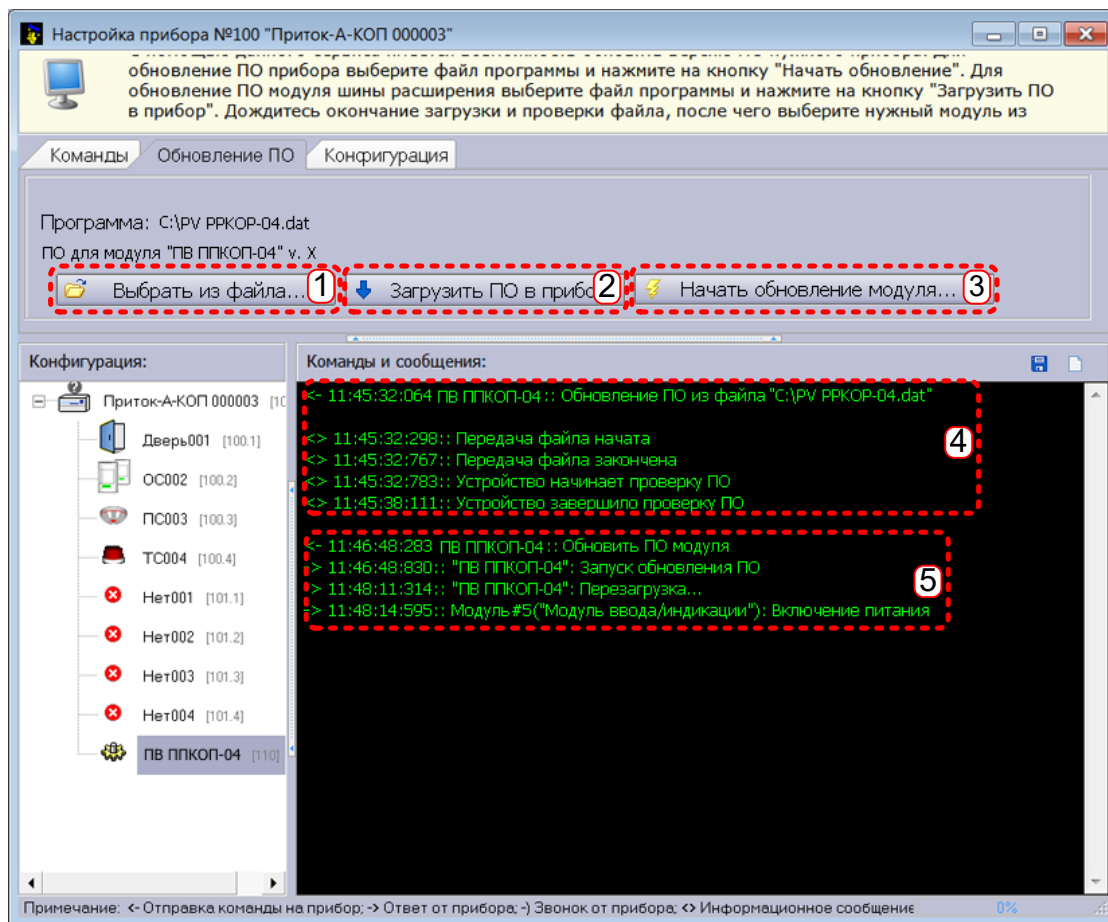 Настройка прибора №100 "Приток-А-КОП 000003"
обновление ПО прибора выберите файл программы и нажмите на кнопку "Начать обновление". Для
обновление ПО модуля шины расширения выберите файл программы и нажмите на кнопку "Загрузить ПО
в прибор". Дождитесь окончание загрузки и проверки файла, после чего выберите нужный модуль из
Команды Обновление ПО Конфигурация
Программа: C:\PV PPKOP-04.dat
ПО для модуля "ПВ ППКОП-04" v. X
Выбрать из файла... 1 Загрузить ПО в прибо 2 Начать обновление модуля... 3
Конфигурация: Команды и сообщения:
Приток-А-КОП 000003 [10
Дверь001 [100.1]
ОС002 [100.2]
ПС003 [100.3]
ТС004 [100.4]
Нет001 [101.1]
Нет002 [101.2]
Нет003 [101.3]
Нет004 [101.4]
ПВ ППКОП-04 [110]
<- 11:45:32:064 ПВ ППКОП-04 :: Обновление ПО из файла "C:\PV PPKOP-04.dat"
<> 11:45:32:298:: Передача файла начата
<> 11:45:32:767:: Передача файла закончена
<> 11:45:32:783:: Устройство начинает проверку ПО
<> 11:45:38:111:: Устройство завершило проверку ПО
4
<- 11:46:48:283 ПВ ППКОП-04 :: Обновить ПО модуля
> 11:46:48:830:: "ПВ ППКОП-04": Запуск обновления ПО
> 11:48:11:314:: "ПВ ППКОП-04": Перезагрузка...
-> 11:48:14:595:: Модуль#5("Модуль ввода/индикации"): Включение питания
5
Примечание: <- Отправка команды на прибор; -> Ответ от прибора; -) Звонок от прибора; <> Информационное сообщение 0%